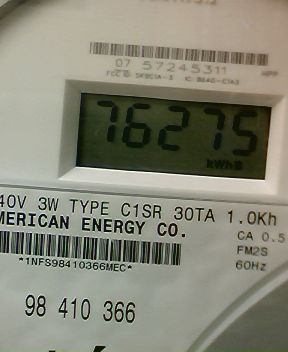 07 57245311
76275
kWhB
40V 3W TYPE C1SR 30TA 1.0Kh
MERICAN ENERGY CO.
CA 0.5
FM2S
60Hz
*1NFS98410366MEC*
98 410 366